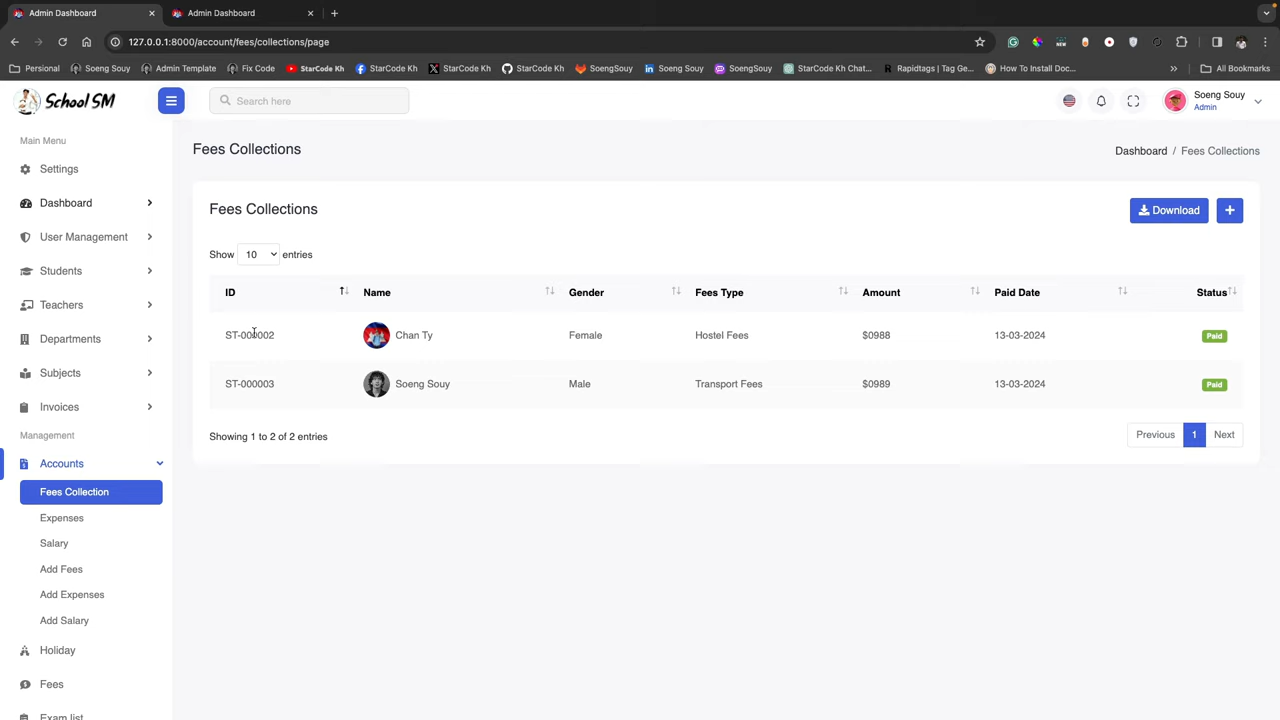 Admin Dashboard
Admin Dashboard
127.0.0.1:8000/account/fees/collections/page
Personal
Soeng Souy
Admin Template
Fix Code
StarCode Kh
StarCode Kh
StarCode Kh
StarCode Kh
SoengSouy
Soeng Souy
SoengSouy
StarCode Kh Chat...
Rapidtags | Tag Ge...
How To Install Doc...
All Bookmarks
School SM
Search here
Soeng Souy
Admin
Main Menu
Settings
Dashboard
User Management
Students
Teachers
Departments
Subjects
Invoices
Management
Accounts
Fees Collection
Expenses
Salary
Add Fees
Add Expenses
Add Salary
Holiday
Fees
Exam list
Fees Collections
Dashboard / Fees Collections
Fees Collections
Download
Show 10 entries
ID Name Gender Fees Type Amount Paid Date Status
ST-000002 Chan Ty Female Hostel Fees $0988 13-03-2024 Paid
ST-000003 Soeng Souy Male Transport Fees $0989 13-03-2024 Paid
Showing 1 to 2 of 2 entries
Previous 1 Next